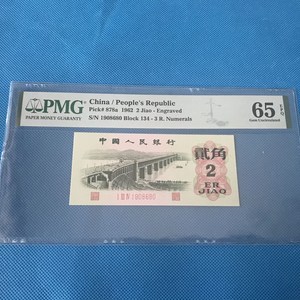 PMG
PAPER MONEY GUARANTY
China / People's Republic
Pick# 878a 1962 2 Jiao - Engraved
S/N 1908680 Block 134 - 3 R. Numerals
65 EPQ
Gem Uncirculated
中国人民银行
贰角
2
ER
JIAO